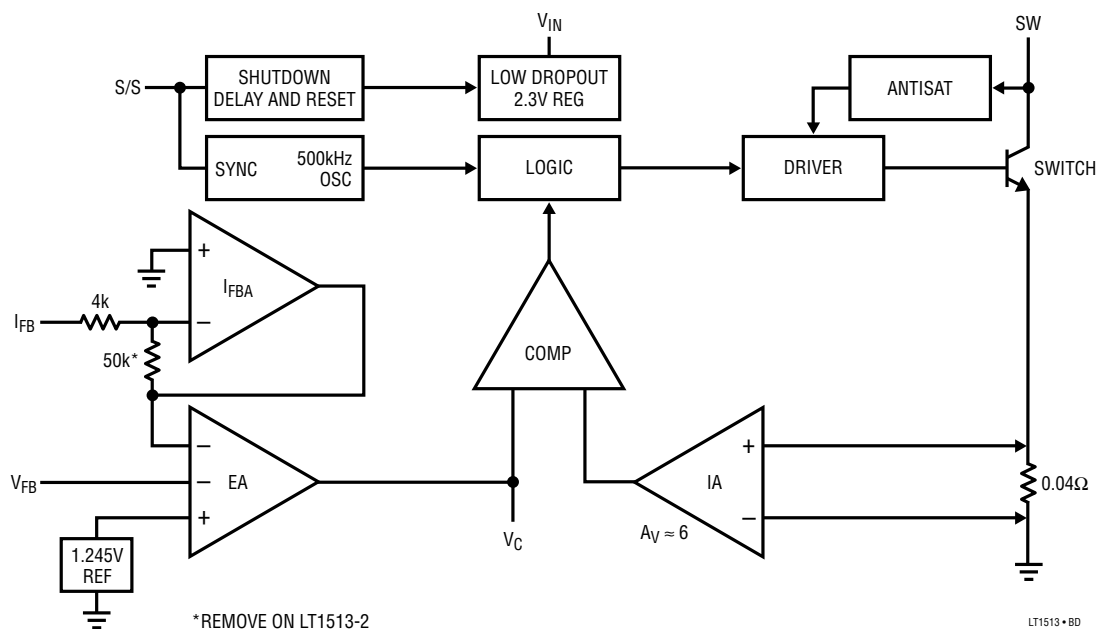 V_IN
SW
S/S
SHUTDOWN
DELAY AND RESET
LOW DROPOUT
2.3V REG
ANTISAT
SYNC
500kHz
OSC
LOGIC
DRIVER
SWITCH
+
I_FBA
4k
I_FB
–
50k*
COMP
–
+
V_FB
–
EA
IA
0.04Ω
+
–
A_V ≈ 6
V_C
1.245V
REF
*REMOVE ON LT1513-2
LT1513 • BD